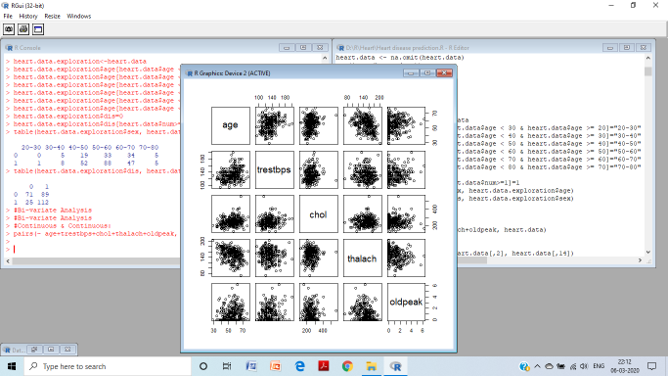 RGui (32-bit)
File History Resize Windows
R Console
> heart.data.exploration<-heart.data
> heart.data.exploration$age[heart.data$age <
> heart.data.exploration$age[heart.data$age <
> heart.data.exploration$age[heart.data$age <
> heart.data.exploration$age[heart.data$age <
> heart.data.exploration$age[heart.data$age <
> heart.data.exploration$age[heart.data$age <
> heart.data.exploration$dis=0
> heart.data.exploration$dis[heart.data$num>
> table(heart.data.exploration$sex, heart.dat
20-30 30-40 40-50 50-60 60-70 70-80
0 0 5 19 33 34 5
1 1 8 52 88
> table(heart.data.exploration$dis, heart.dat
0 1
0 71 89
1 25 112
> #Bi-variate Analysis
> #Bi-variate Analysis
> #Continuous & Continuous:
> pairs(~ age+trestbps+chol+thalach+oldpeak,
>
>
D:\R\Heart\Heart disease prediction.R - R Editor
heart.data <- na.omit(heart.data)
data
t.data$age < 30 & heart.data$age >= 20]="20-30"
t.data$age < 40 & heart.data$age >= 30]="30-40"
t.data$age < 50 & heart.data$age >= 40]="40-50"
t.data$age < 60 & heart.data$age >= 50]="50-60"
t.data$age < 70 & heart.data$age >= 60]="60-70"
t.data$age < 80 & heart.data$age >= 70]="70-80"
t.data$num>=1]=1
x, heart.data.exploration$age)
s, heart.data.exploration$sex)
ch+oldpeak, heart.data)
eart.data[,2], heart.data[,14])
R Graphics: Device 2 (ACTIVE)
100 140 180
80 140 200
age
30 50 70
100 140 180
trestbps
chol
200 400
80 140 200
thalach
oldpeak
0 2 4 6
30 50 70
200 400
0 2 4 6
Type here to search
ENG
22:12
06-03-2020